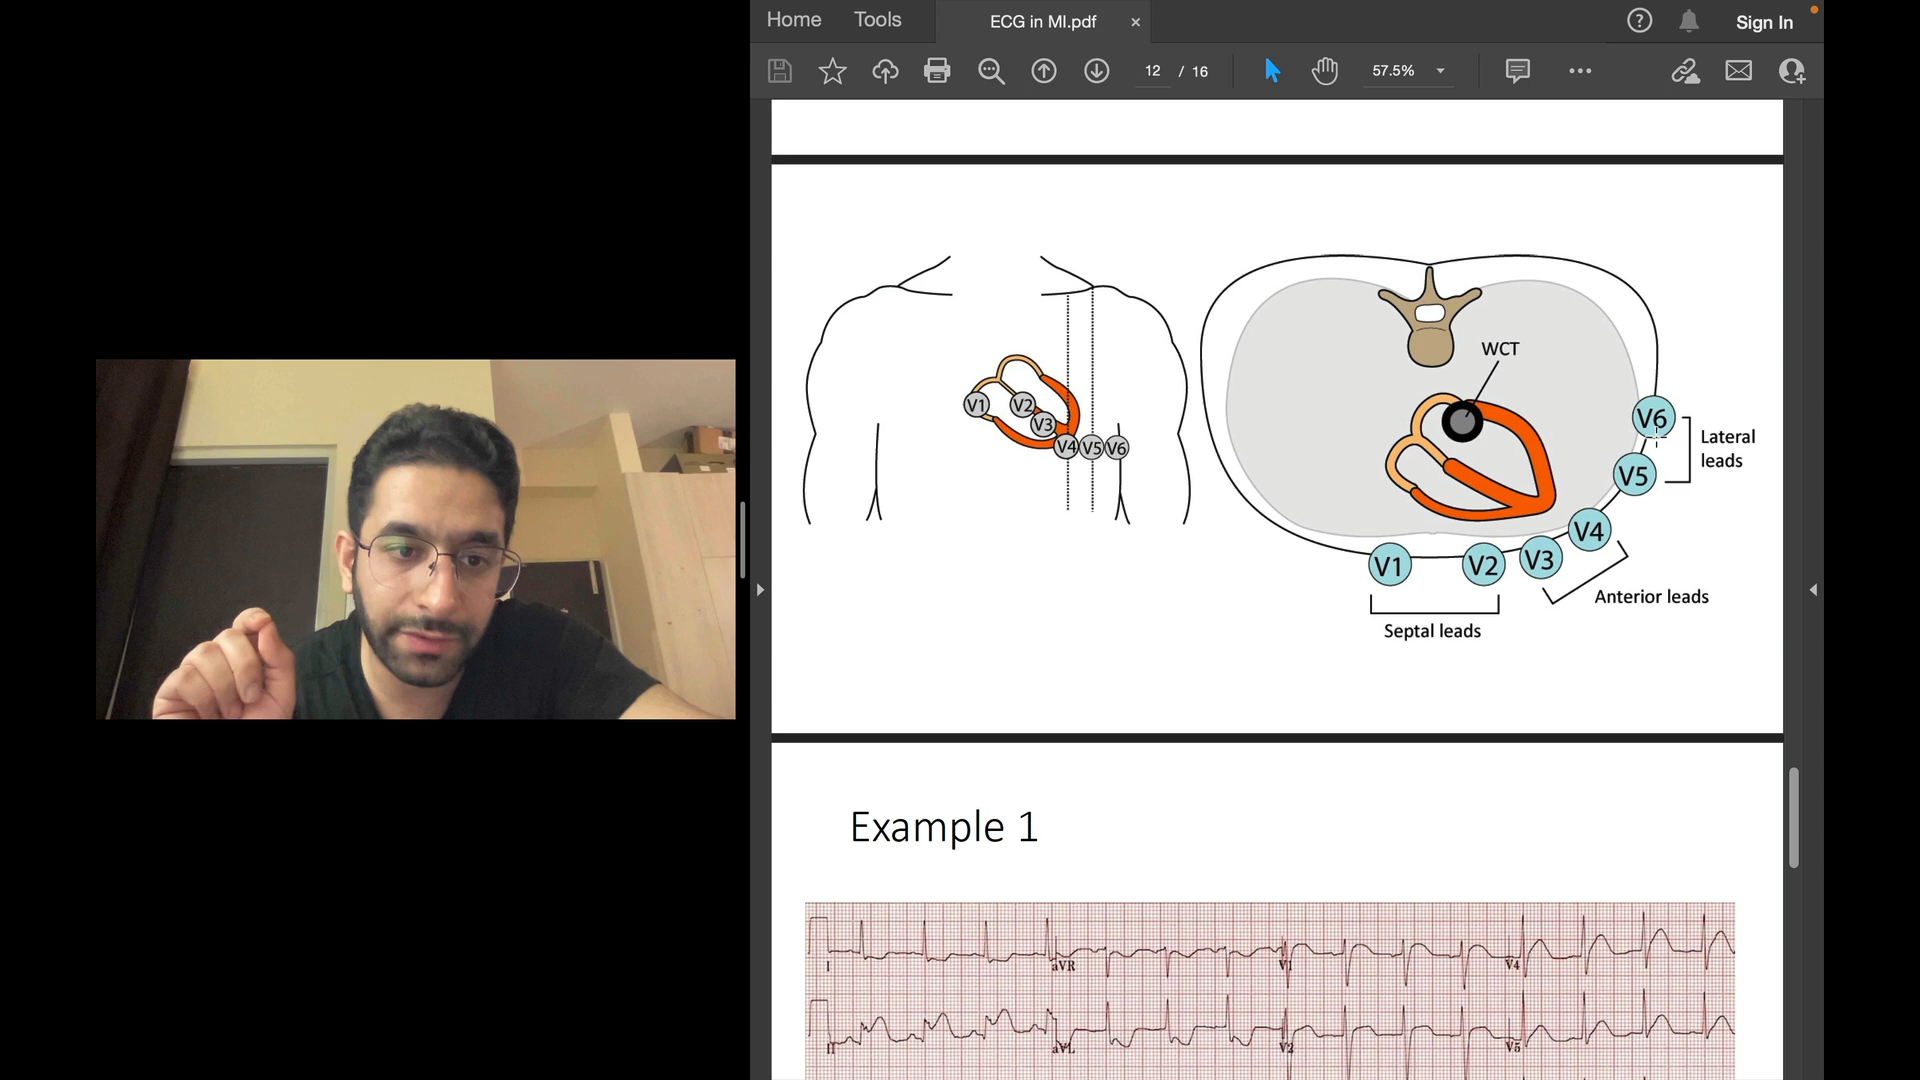 Home Tools ECG in MI.pdf × ? Sign In
12 / 16 57.5%
WCT
V1 V2 V3 V4 V5 V6
V6
V5
V4
V3
V2
V1
Lateral
leads
Anterior leads
Septal leads
Example 1
I aVR V1 V4
II aVL V2 V5